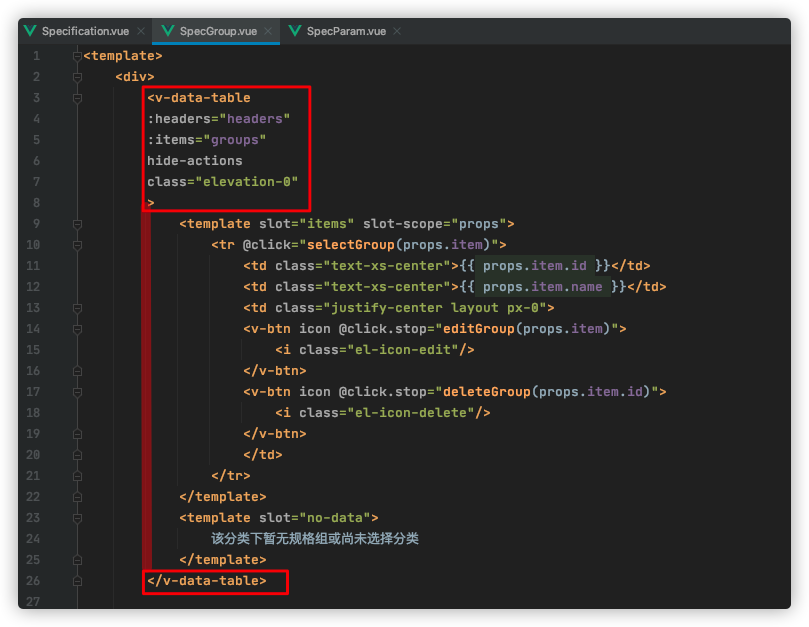 Specification.vue SpecGroup.vue SpecParam.vue
1 <template>
2 <div>
3 <v-data-table
4 :headers="headers"
5 :items="groups"
6 hide-actions
7 class="elevation-0"
8 >
9 <template slot="items" slot-scope="props">
10 <tr @click="selectGroup(props.item)">
11 <td class="text-xs-center">{{ props.item.id }}</td>
12 <td class="text-xs-center">{{ props.item.name }}</td>
13 <td class="justify-center layout px-0">
14 <v-btn icon @click.stop="editGroup(props.item)">
15 <i class="el-icon-edit"/>
16 </v-btn>
17 <v-btn icon @click.stop="deleteGroup(props.item.id)">
18 <i class="el-icon-delete"/>
19 </v-btn>
20 </td>
21 </tr>
22 </template>
23 <template slot="no-data">
24 该分类下暂无规格组或尚未选择分类
25 </template>
26 </v-data-table>
27